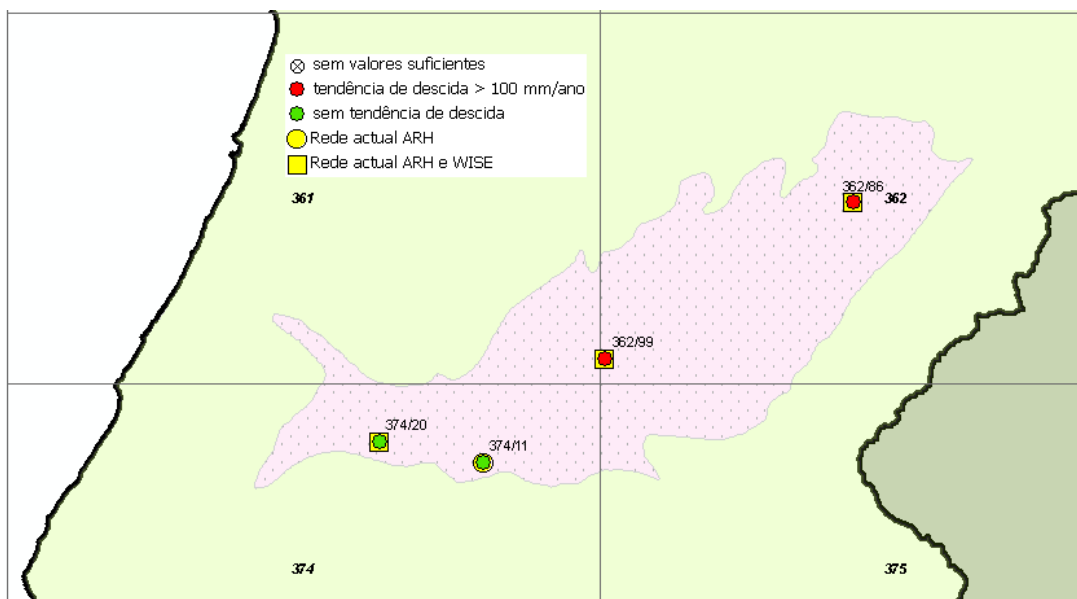 sem valores suficientes
tendência de descida > 100 mm/ano
sem tendência de descida
Rede actual ARH
Rede actual ARH e WISE
361
362/86
362
362/99
374/20
374/11
374
375